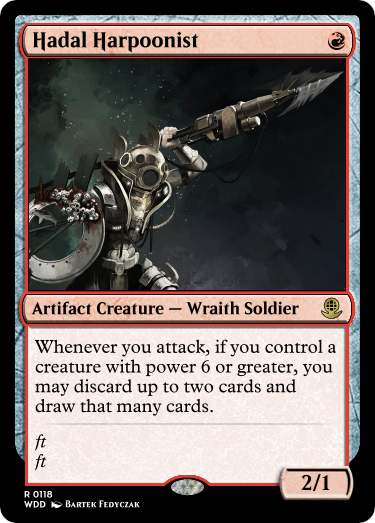 Hadal Harpoonist
Artifact Creature — Wraith Soldier
Whenever you attack, if you control a
creature with power 6 or greater, you
may discard up to two cards and
draw that many cards.
ft
ft
2/1
R 0118
WDD Bartek Fedyczak